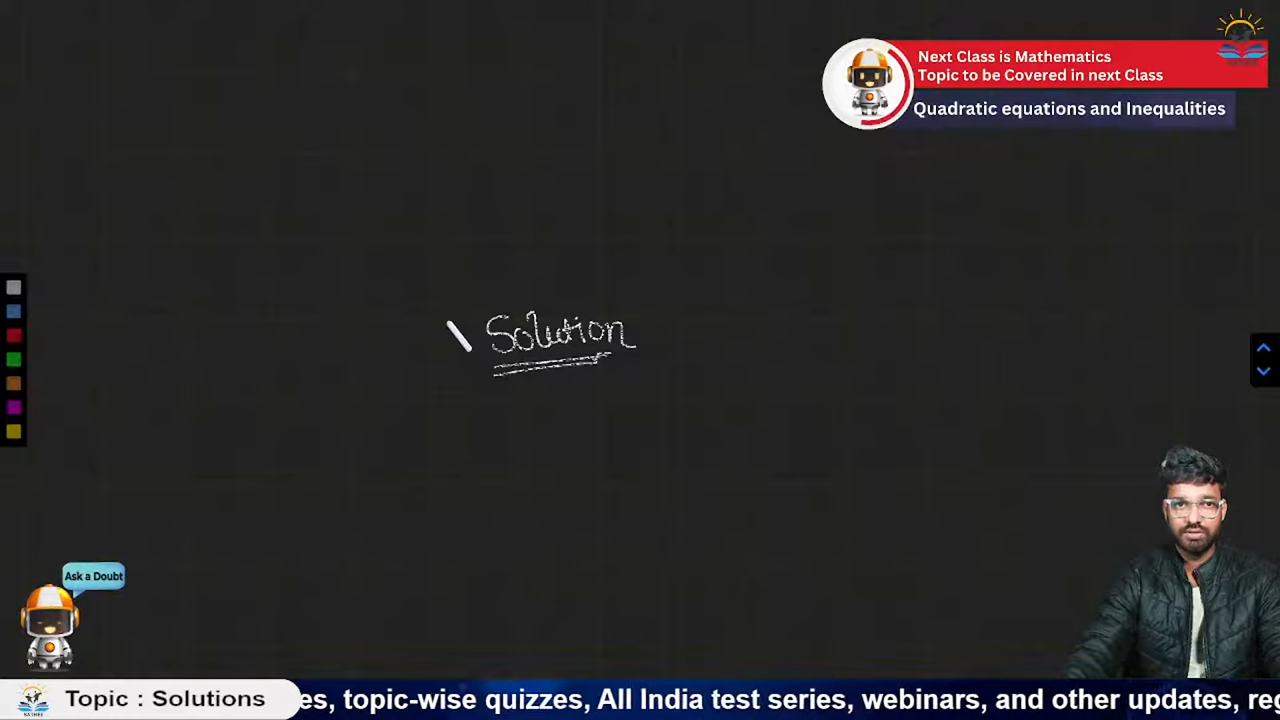 Next Class is Mathematics
Topic to be Covered in next Class
Quadratic equations and Inequalities
Solution
Ask a Doubt
Topic : Solutions
es, topic-wise quizzes, All India test series, webinars, and other updates, reg